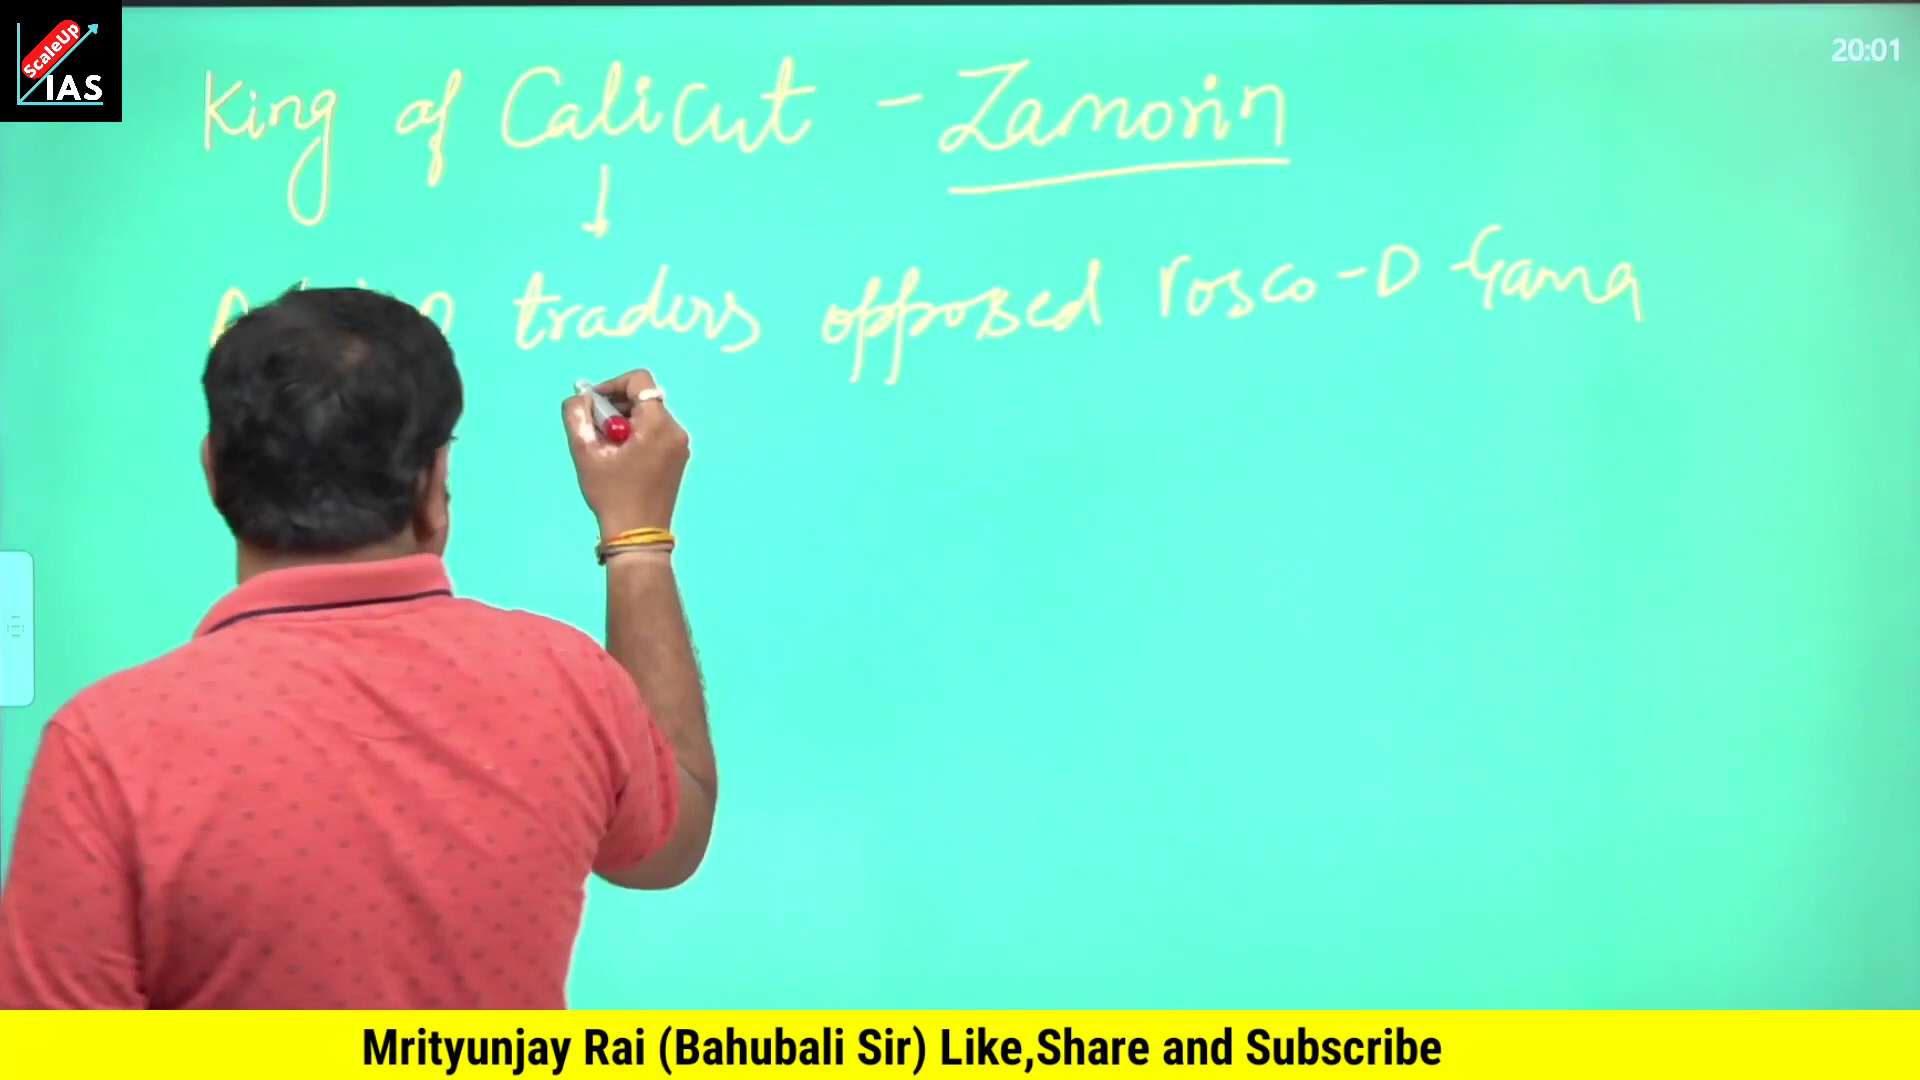 ScaleUp
IAS
20:01
King of Calicut - Zamorin
traders opposed Vosco-D Gama
Mrityunjay Rai (Bahubali Sir) Like,Share and Subscribe